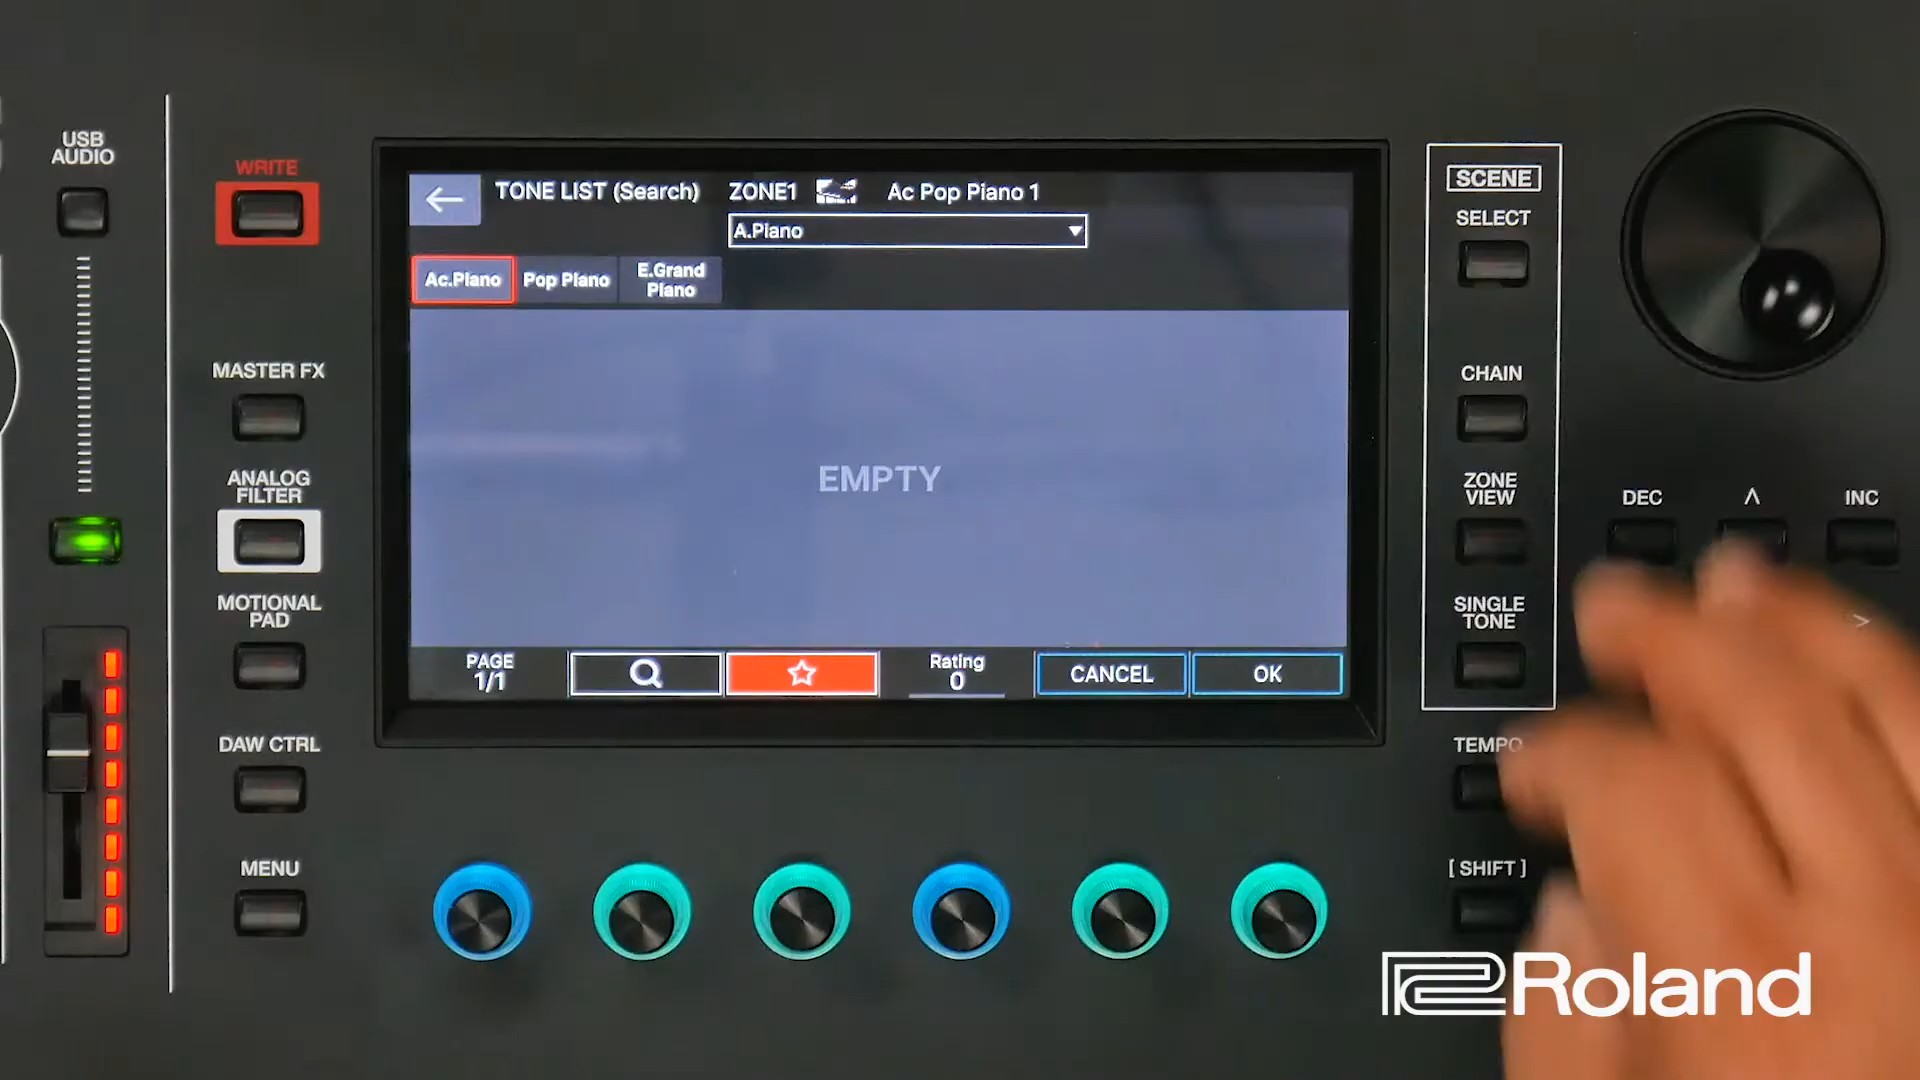 USB
AUDIO
WRITE
MASTER FX
ANALOG
FILTER
MOTIONAL
PAD
DAW CTRL
MENU
TONE LIST (Search) ZONE1 Ac Pop Piano 1
A.Piano
Ac.Piano Pop Piano E.Grand
Piano
EMPTY
PAGE
1/1
Rating
0
CANCEL
OK
SCENE
SELECT
CHAIN
ZONE
VIEW
SINGLE
TONE
TEMPO
[ SHIFT ]
DEC INC
Roland